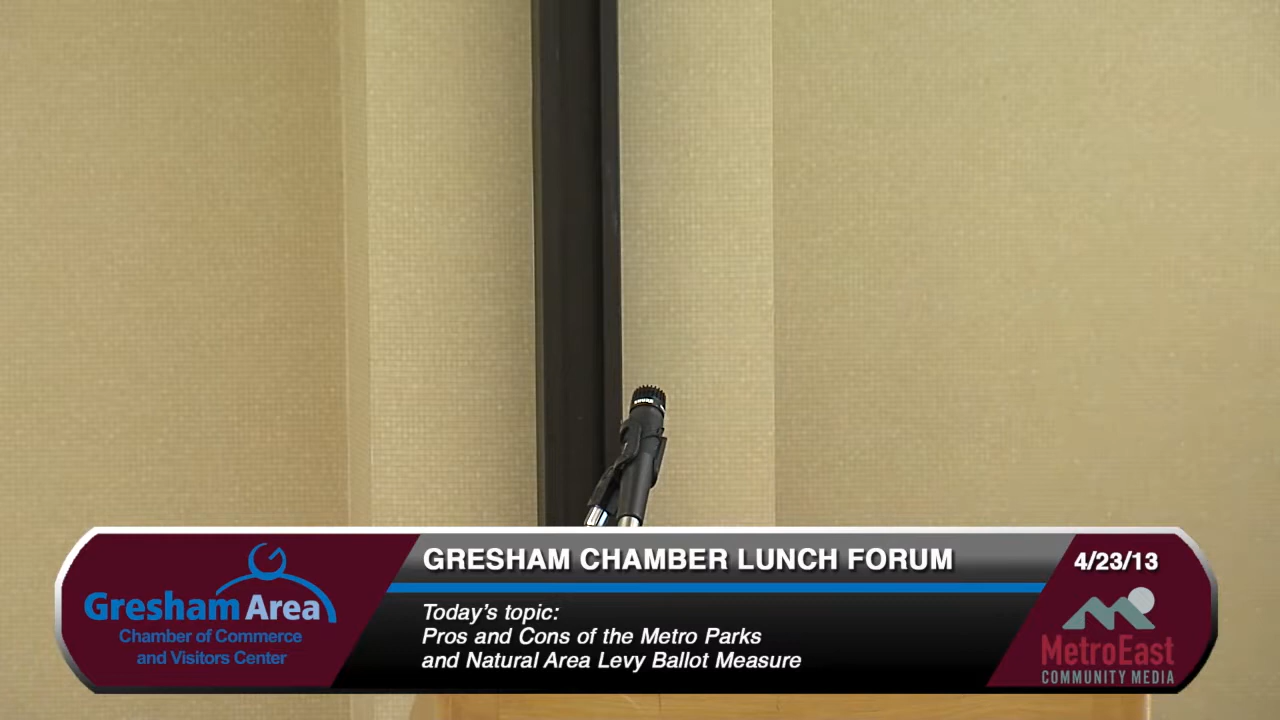 GRESHAM CHAMBER LUNCH FORUM
4/23/13
Gresham Area
Chamber of Commerce
and Visitors Center
Today's topic:
Pros and Cons of the Metro Parks
and Natural Area Levy Ballot Measure
MetroEast
COMMUNITY MEDIA